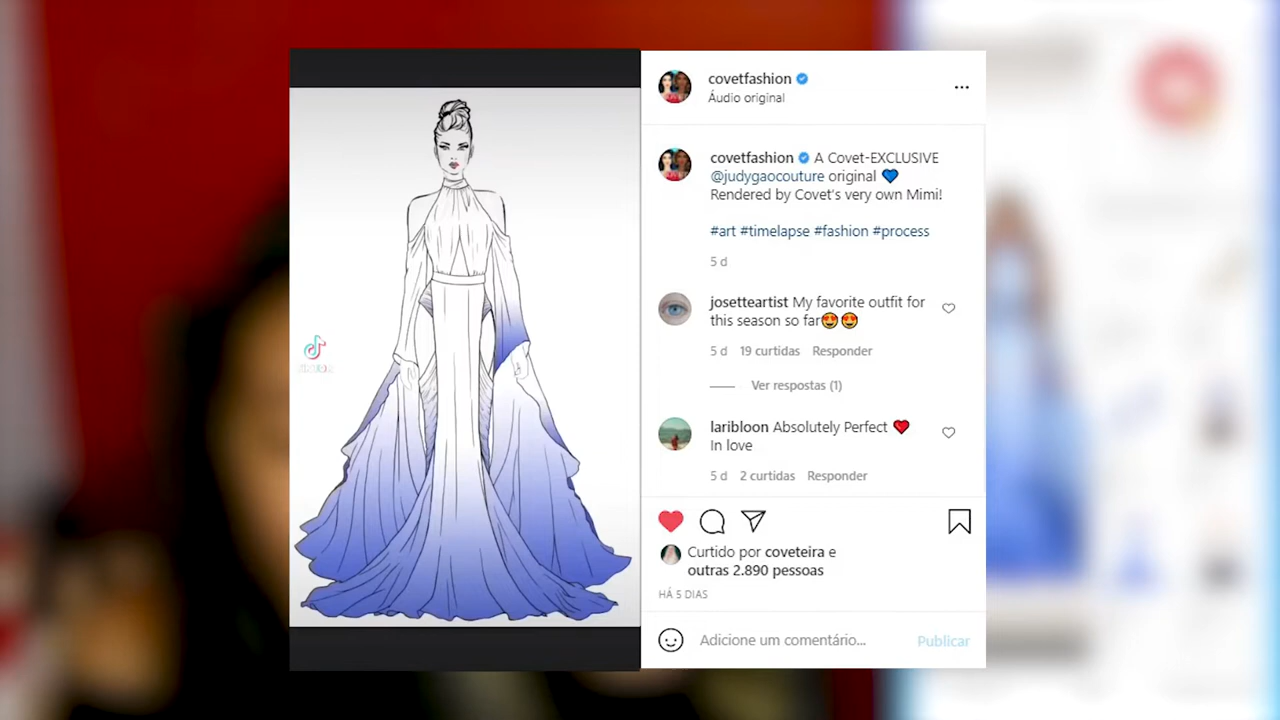 covetfashion
Áudio original
covetfashion A Covet-EXCLUSIVE
@judygaocouture original 💙
Rendered by Covet's very own Mimi!
#art #timelapse #fashion #process
5 d
josetteartist My favorite outfit for
this season so far😍😍
5 d 19 curtidas Responder
Ver respostas (1)
laribloon Absolutely Perfect ❤️
In love
5 d 2 curtidas Responder
Curtido por coveteira e
outras 2.890 pessoas
HÁ 5 DIAS
Adicione um comentário... Publicar